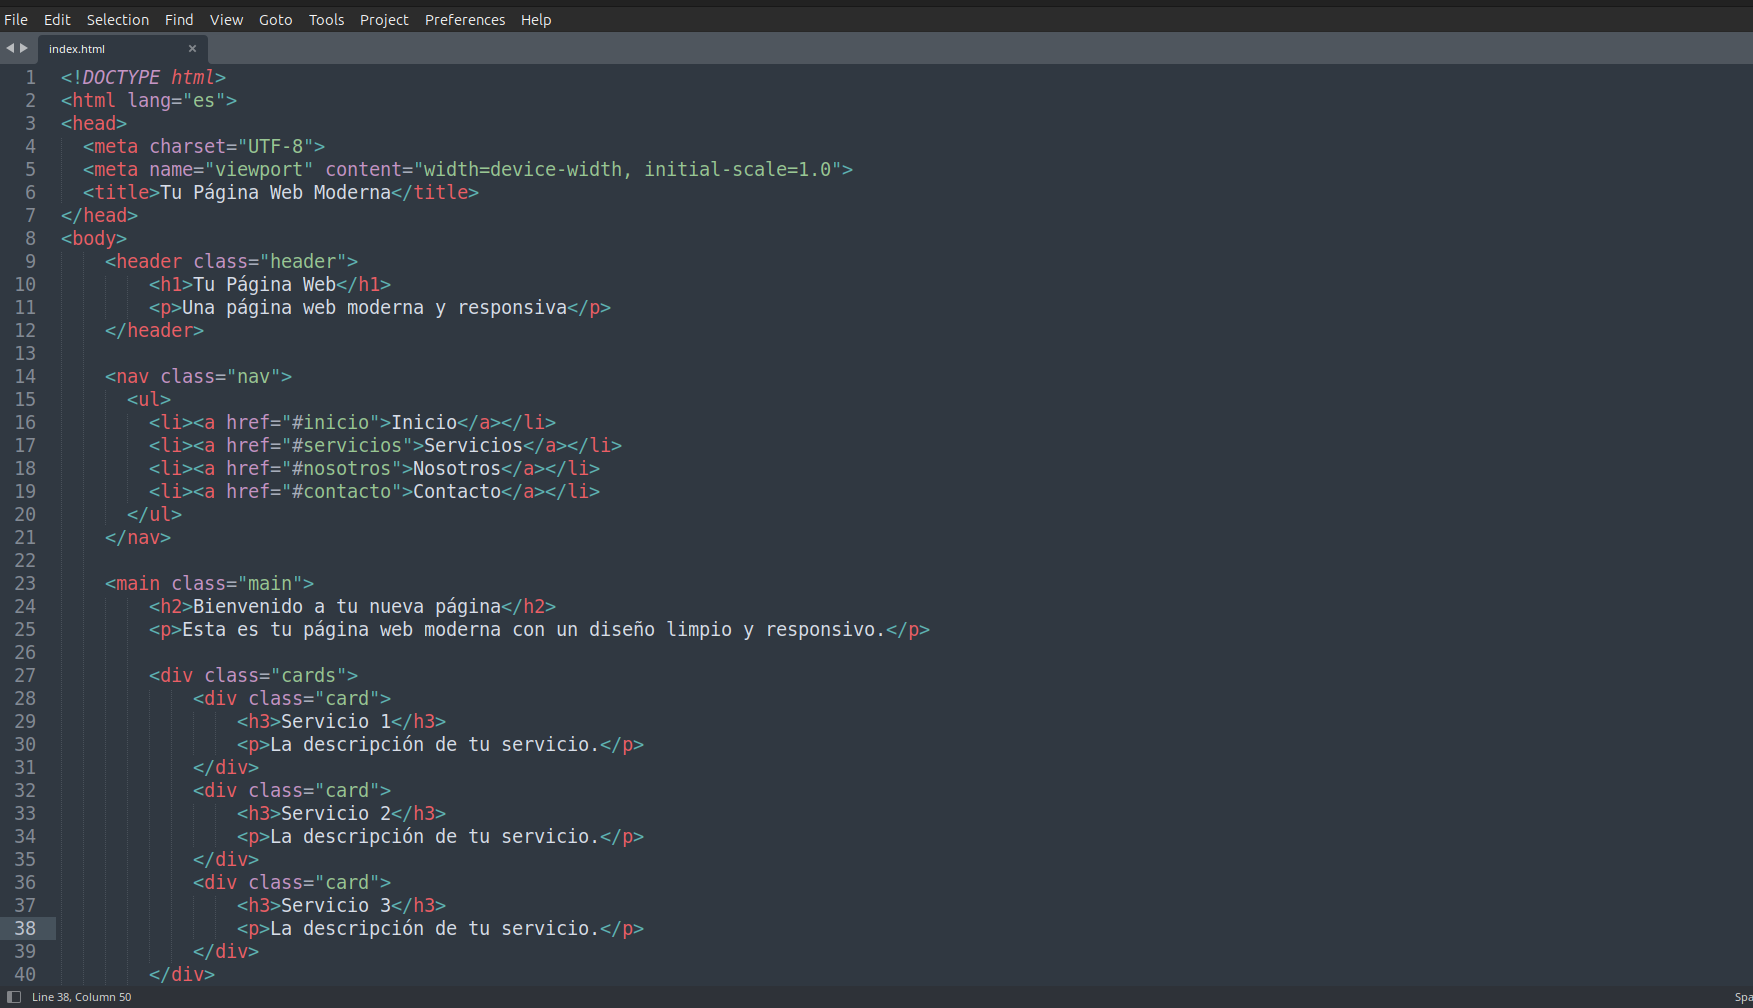 File Edit Selection Find View Goto Tools Project Preferences Help
index.html ×
1 <!DOCTYPE html>
2 <html lang="es">
3 <head>
4   <meta charset="UTF-8">
5   <meta name="viewport" content="width=device-width, initial-scale=1.0">
6   <title>Tu Página Web Moderna</title>
7 </head>
8 <body>
9     <header class="header">
10         <h1>Tu Página Web</h1>
11         <p>Una página web moderna y responsiva</p>
12     </header>
13
14     <nav class="nav">
15       <ul>
16         <li><a href="#inicio">Inicio</a></li>
17         <li><a href="#servicios">Servicios</a></li>
18         <li><a href="#nosotros">Nosotros</a></li>
19         <li><a href="#contacto">Contacto</a></li>
20       </ul>
21     </nav>
22
23     <main class="main">
24         <h2>Bienvenido a tu nueva página</h2>
25         <p>Esta es tu página web moderna con un diseño limpio y responsivo.</p>
26
27         <div class="cards">
28             <div class="card">
29                 <h3>Servicio 1</h3>
30                 <p>La descripción de tu servicio.</p>
31             </div>
32             <div class="card">
33                 <h3>Servicio 2</h3>
34                 <p>La descripción de tu servicio.</p>
35             </div>
36             <div class="card">
37                 <h3>Servicio 3</h3>
38                 <p>La descripción de tu servicio.</p>
39             </div>
40         </div>
Line 38, Column 50 Spa